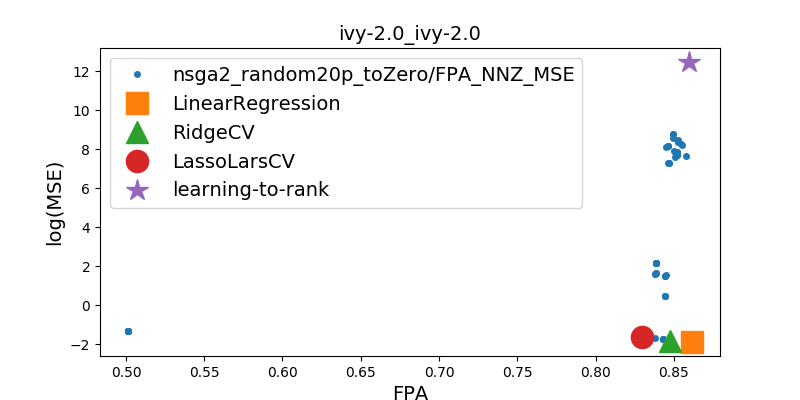 ivy-2.0_ivy-2.0
nsga2_random20p_toZero/FPA_NNZ_MSE
LinearRegression
RidgeCV
LassoLarsCV
learning-to-rank
log(MSE)
12
10
8
6
4
2
0
−2
0.50 0.55 0.60 0.65 0.70 0.75 0.80 0.85
FPA